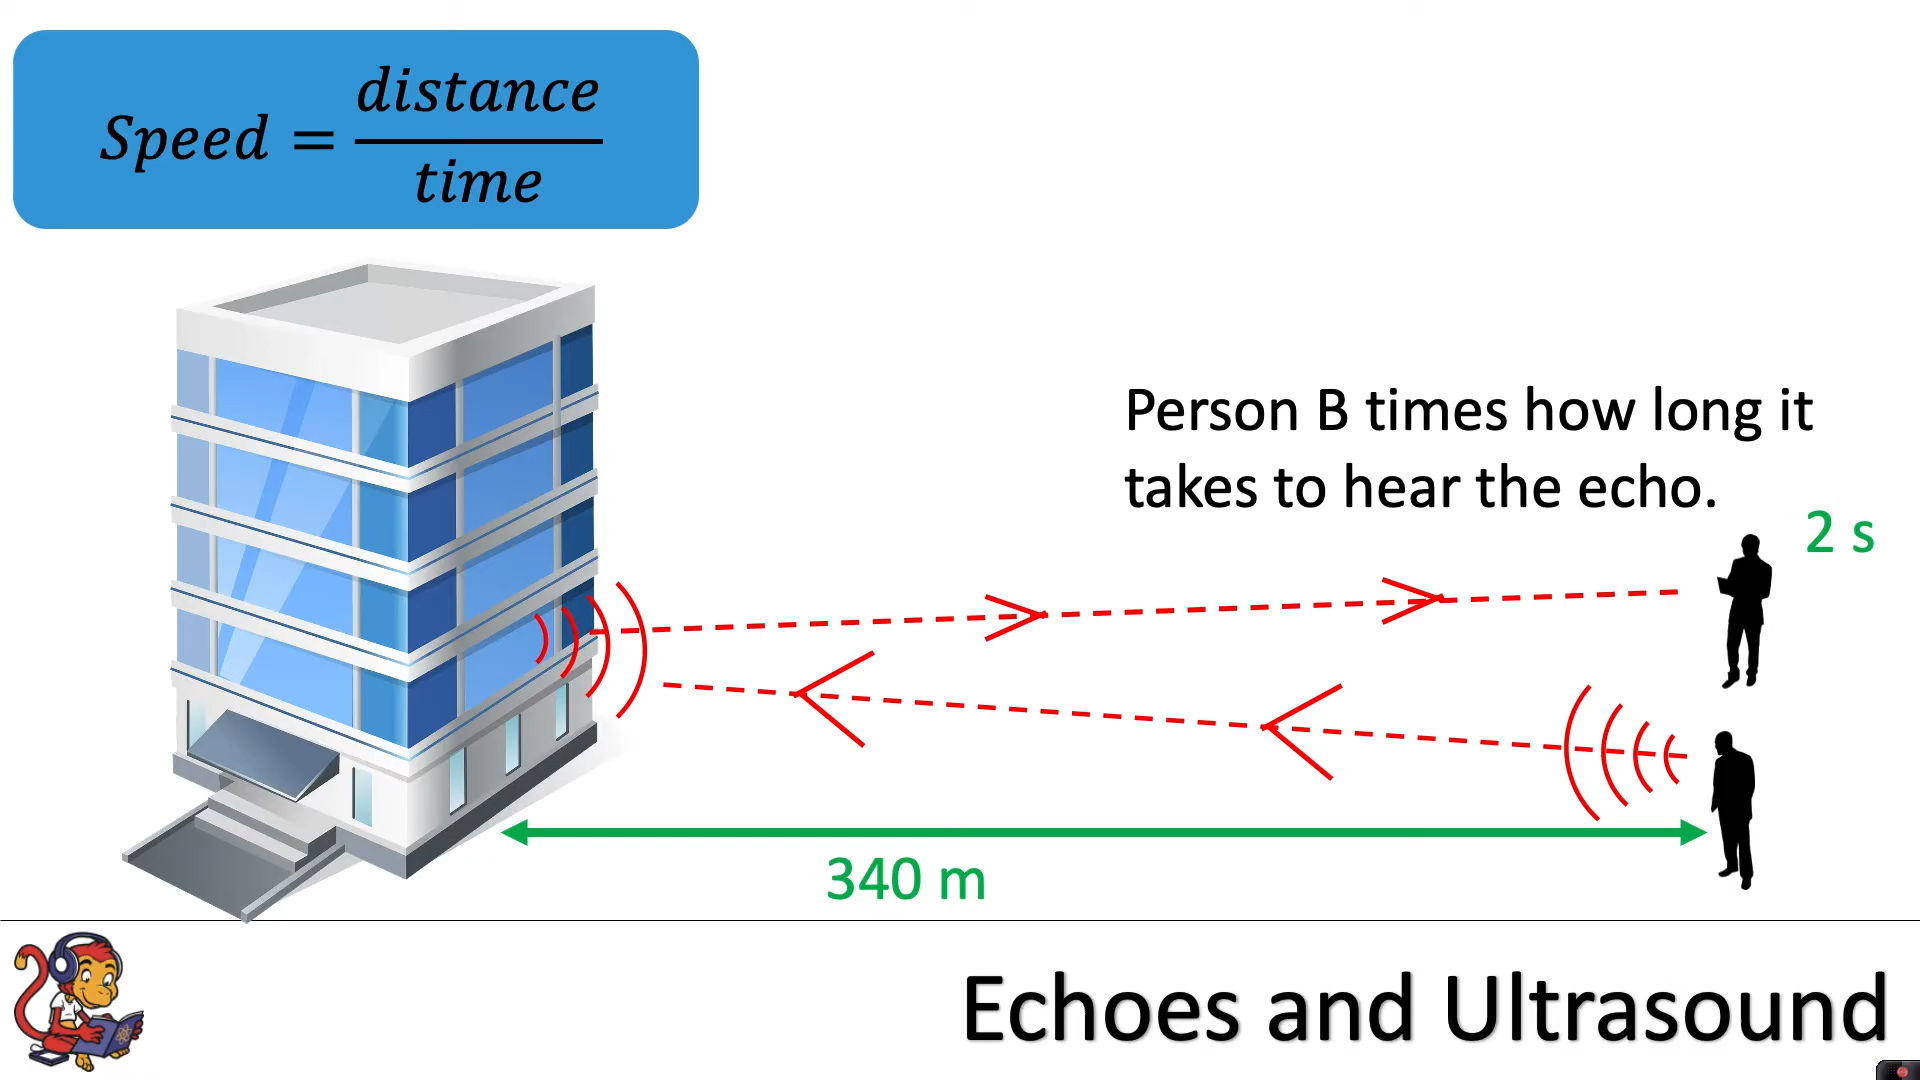 Speed = distance / time
Person B times how long it
takes to hear the echo.
2 s
340 m
Echoes and Ultrasound